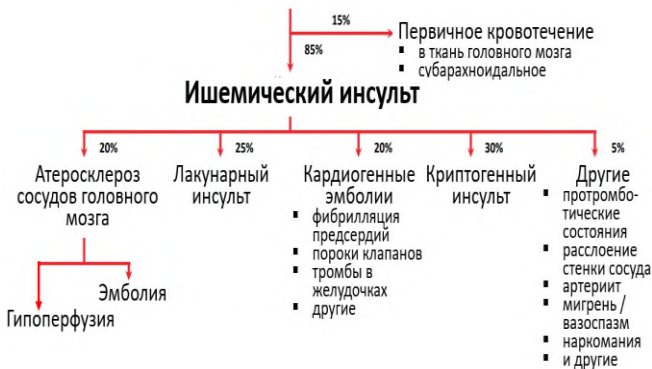 15%
Первичное кровотечение
▪ в ткань головного мозга
▪ субарахноидальное
85%
Ишемический инсульт
20%
Атеросклероз
сосудов головного
мозга
Эмболия
Гипоперфузия
25%
Лакунарный
инсульт
20%
Кардиогенные
эмболии
▪ фибрилляция
предсердий
▪ пороки клапанов
▪ тромбы в
желудочках
▪ другие
30%
Криптогенный
инсульт
5%
Другие
▪ протромбо-
тические
состояния
▪ расслоение
стенки сосуда
▪ артериит
▪ мигрень /
вазоспазм
▪ наркомания
▪ и другие